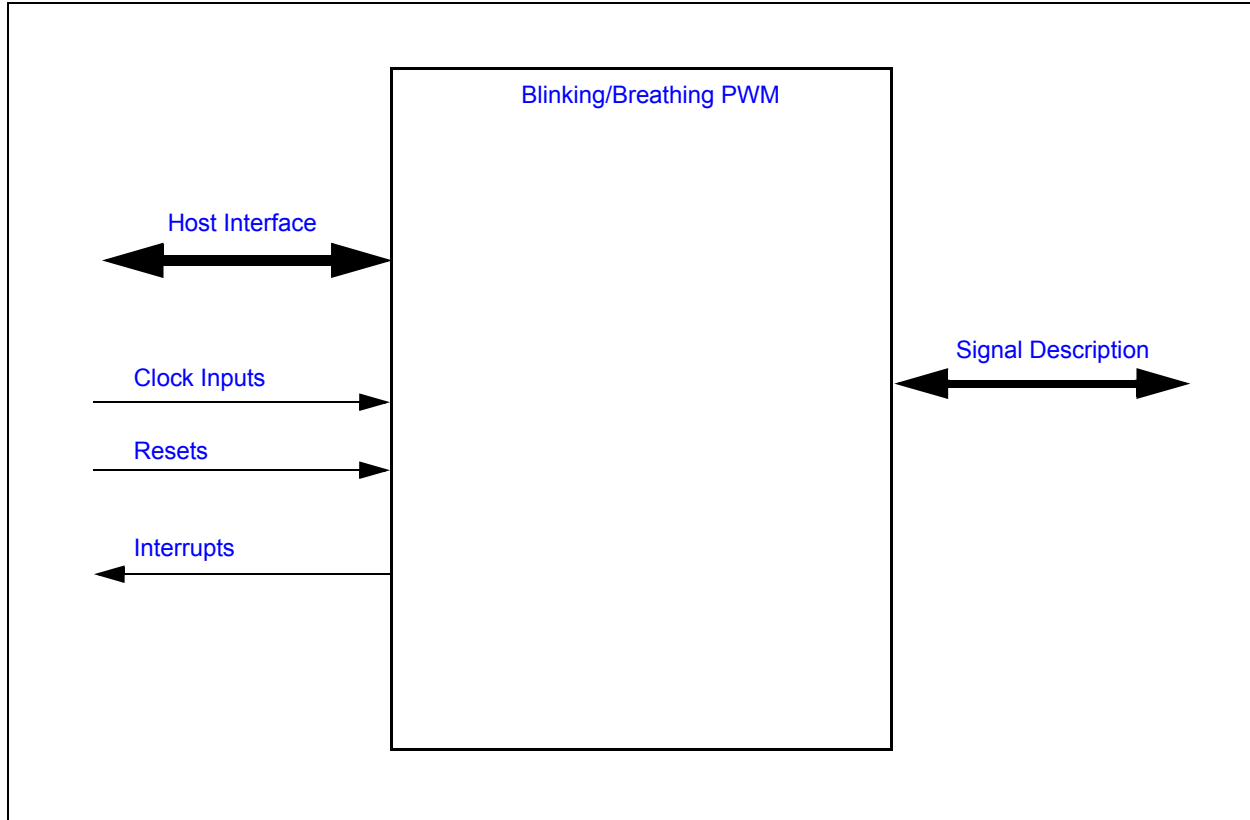 Blinking/Breathing PWM
Host Interface
Signal Description
Clock Inputs
Resets
Interrupts